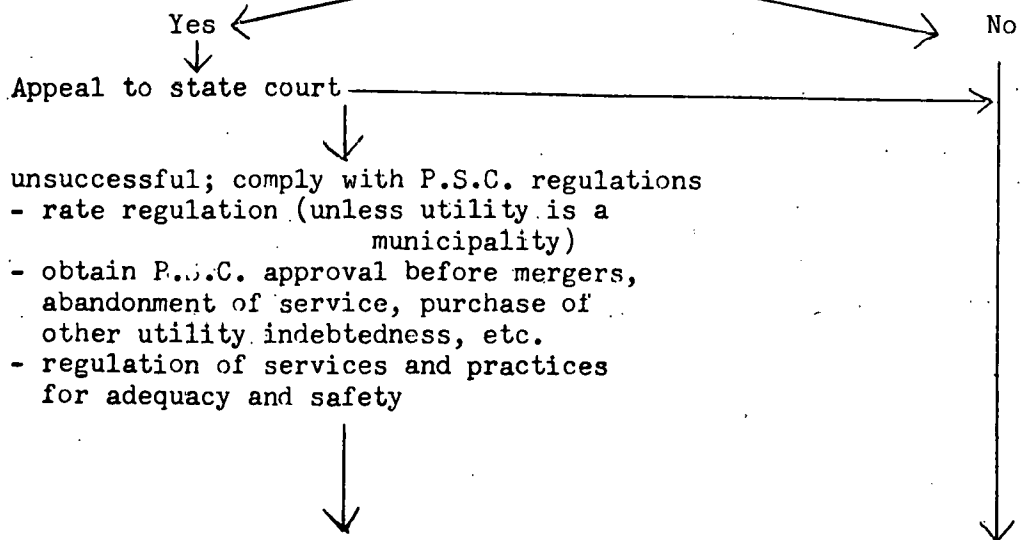 Yes
No
Appeal to state court
unsuccessful; comply with P.S.C. regulations
- rate regulation (unless utility is a
municipality)
- obtain P.S.C. approval before mergers,
abandonment of service, purchase of
other utility indebtedness, etc.
- regulation of services and practices
for adequacy and safety